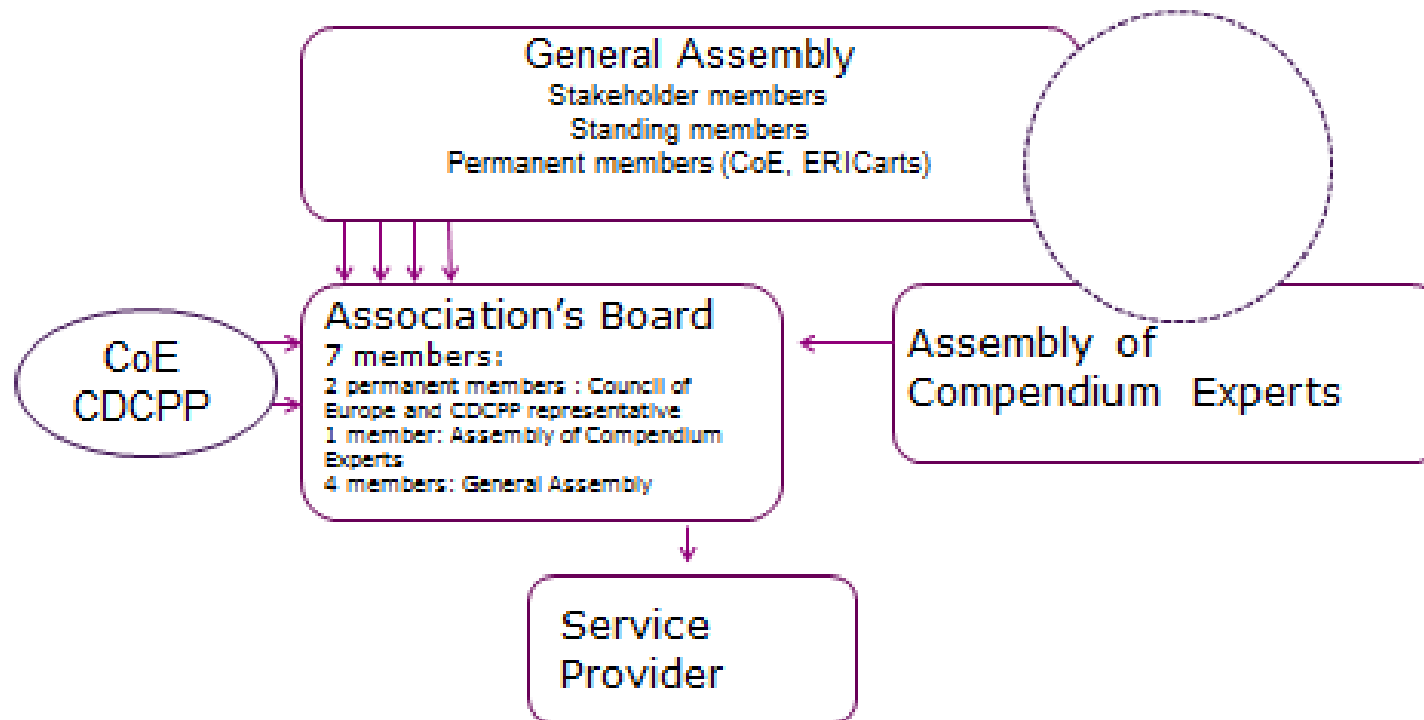 General Assembly
Stakeholder members
Standing members
Permanent members (CoE, ERICarts)
Association's Board
7 members:
2 permanent members : Council of
Europe and CDCPP representative
1 member: Assembly of Compendium
Experts
4 members: General Assembly
CoE
CDCPP
Assembly of
Compendium Experts
Service
Provider